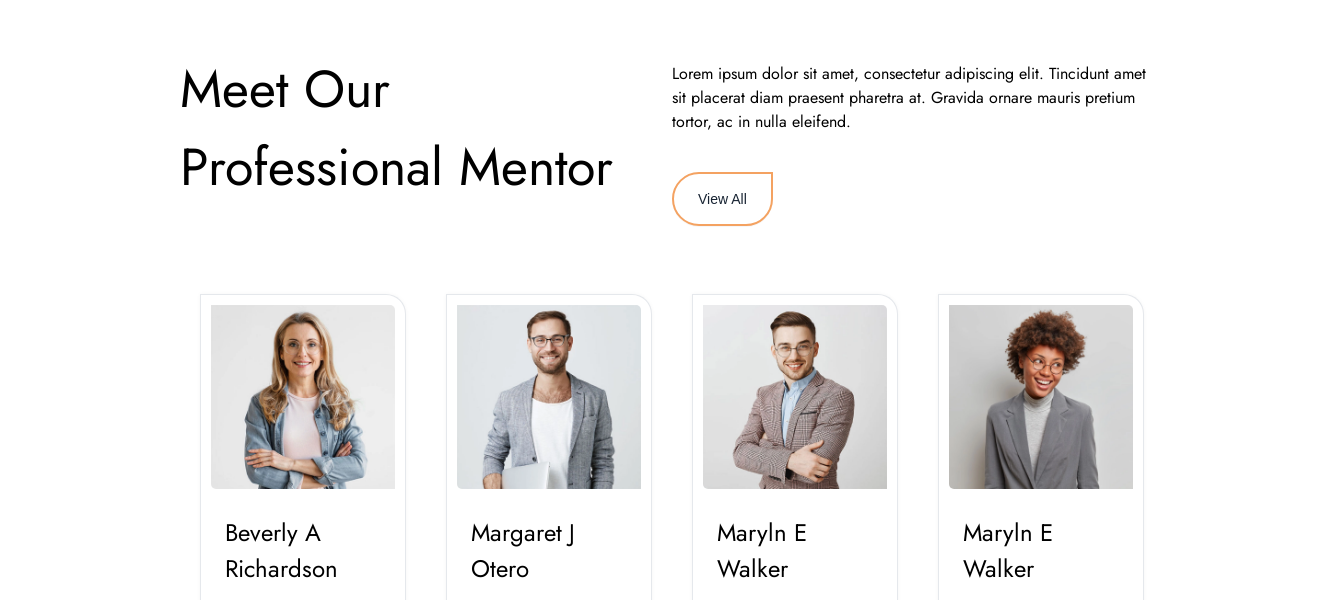 Meet Our
Professional Mentor
Lorem ipsum dolor sit amet, consectetur adipiscing elit. Tincidunt amet
sit placerat diam praesent pharetra at. Gravida ornare mauris pretium
tortor, ac in nulla eleifend.
View All
Beverly A
Richardson
Margaret J
Otero
Maryln E
Walker
Maryln E
Walker